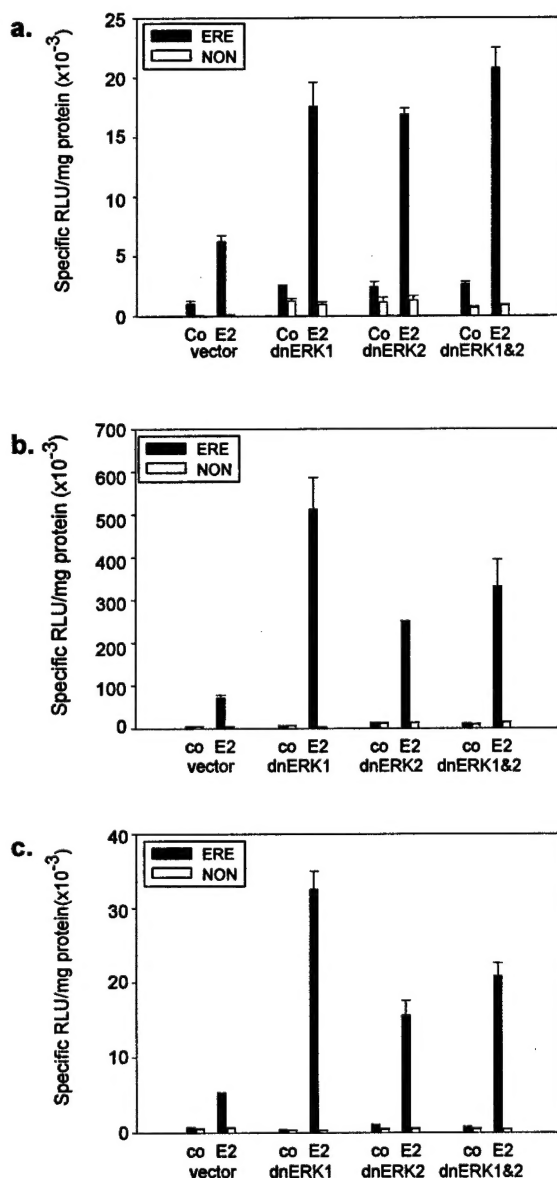 a.
Specific RLU/mg protein (x10⁻³)
25
20
15
10
5
0
ERE
NON
Co E2 Co E2 Co E2 Co E2
vector dnERK1 dnERK2 dnERK1&2
b.
Specific RLU/mg protein (x10⁻³)
700
600
500
400
300
200
100
0
ERE
NON
co E2 co E2 co E2 co E2
vector dnERK1 dnERK2 dnERK1&2
c.
Specific RLU/mg protein(x10⁻³)
40
30
20
10
0
ERE
NON
co E2 co E2 co E2 co E2
vector dnERK1 dnERK2 dnERK1&2